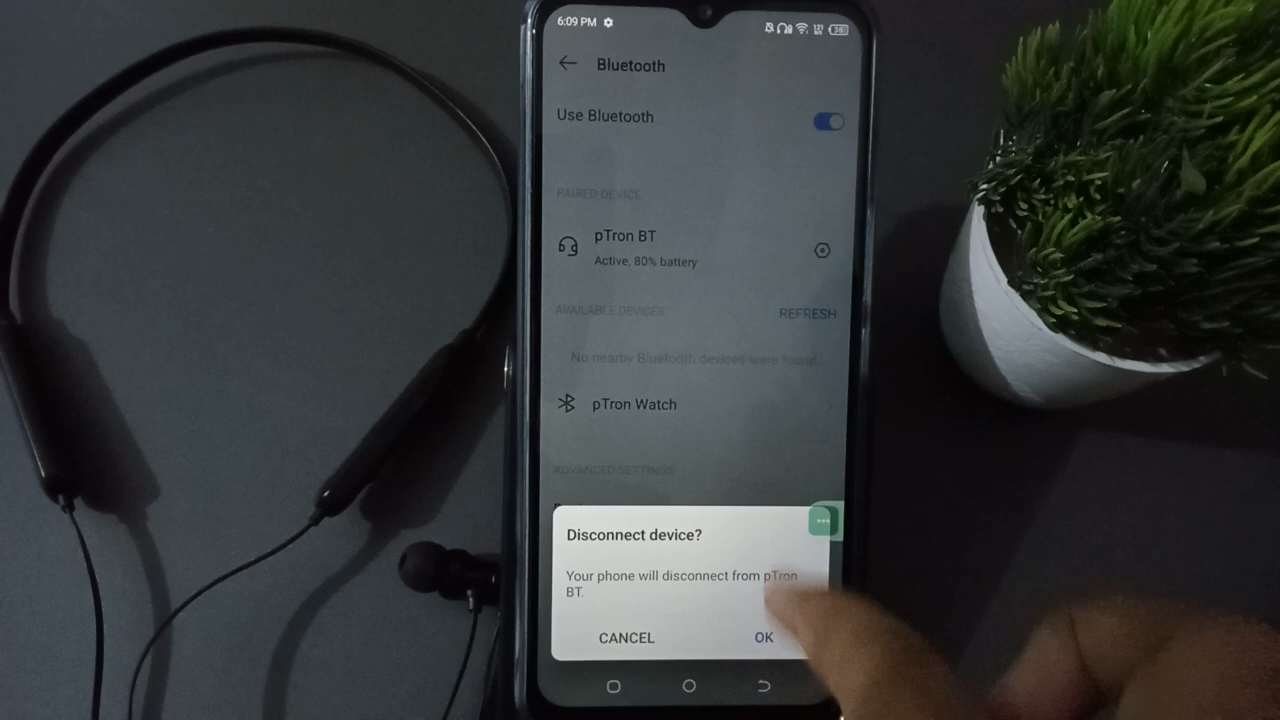 6:09 PM
Bluetooth
Use Bluetooth
PAIRED DEVICE
pTron BT
Active, 80% battery
AVAILABLE DEVICES REFRESH
No nearby Bluetooth devices were found.
pTron Watch
ADVANCED SETTINGS
Disconnect device?
Your phone will disconnect from pTron
BT.
CANCEL OK